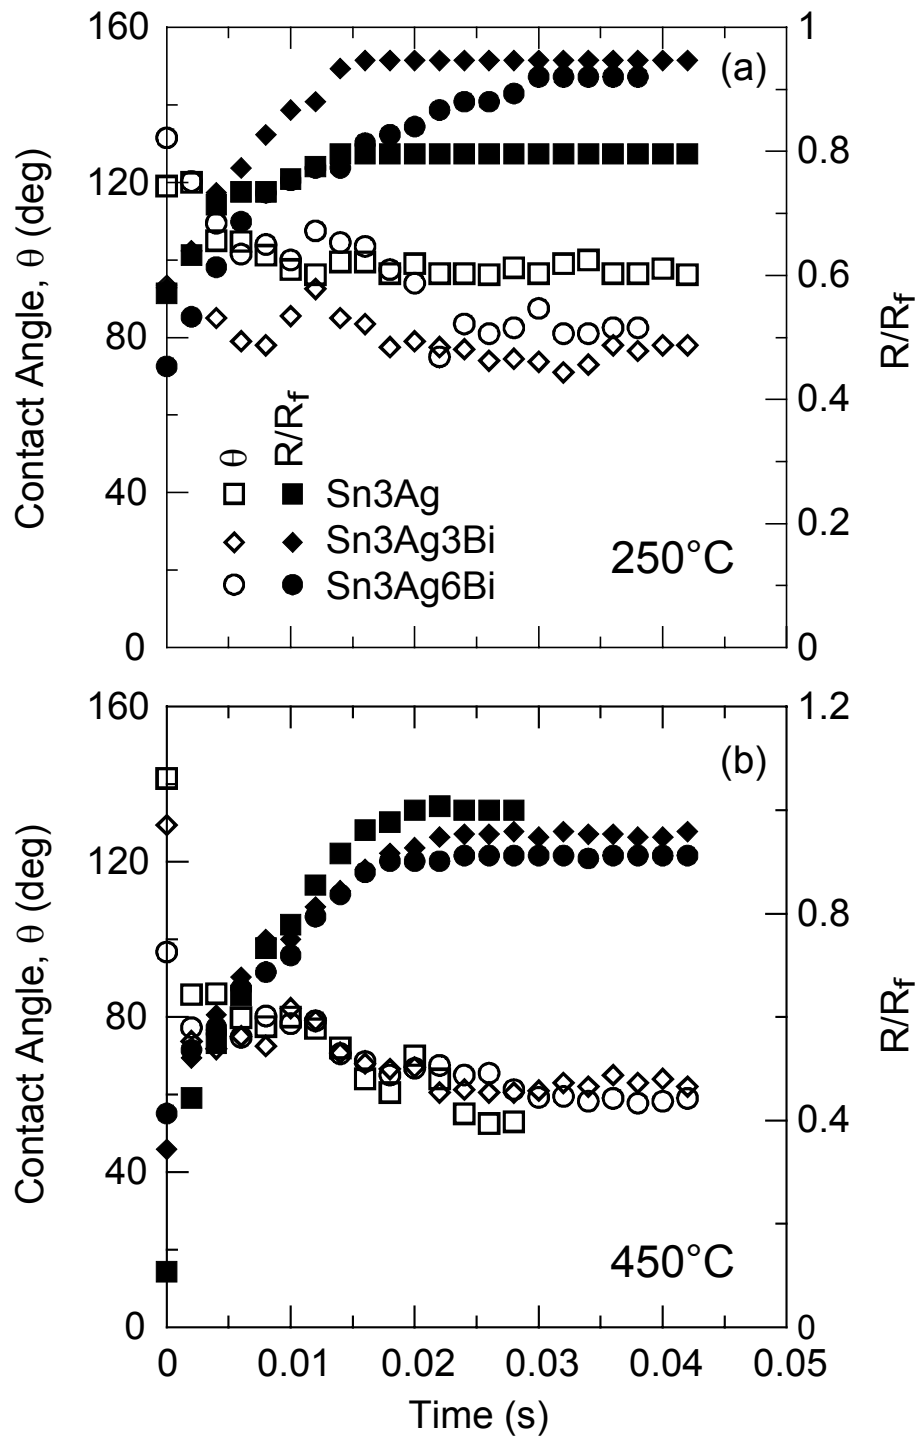 160
120
80
40
0
Contact Angle, θ (deg)
1
0.8
0.6
0.4
0.2
0
R/Rf
(a)
θ
R/Rf
Sn3Ag
Sn3Ag3Bi
Sn3Ag6Bi
250°C
160
120
80
40
0
Contact Angle, θ (deg)
1.2
0.8
0.4
0
R/Rf
(b)
450°C
0 0.01 0.02 0.03 0.04 0.05
Time (s)